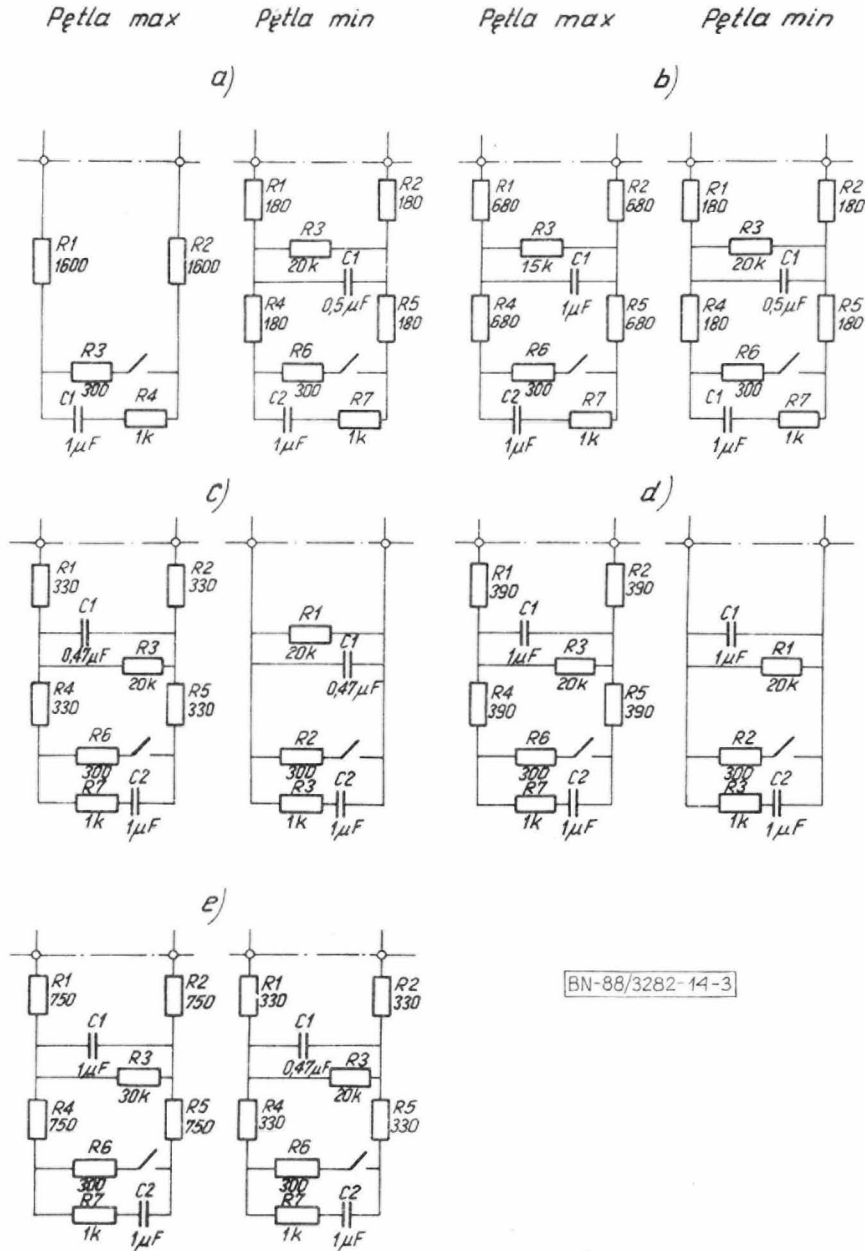 Pętla max
Pętla min
Pętla max
Pętla min
a)
R1
1600
R2
1600
R3
300
C1
1µF
R4
1k
R1
180
R2
180
R3
20k
C1
0,5µF
R4
180
R5
180
R6
300
C2
1µF
R7
1k
b)
R1
680
R2
680
R3
15k
C1
1µF
R4
680
R5
680
R6
300
C2
1µF
R7
1k
R1
180
R2
180
R3
20k
C1
0,5µF
R4
180
R5
180
R6
300
C1
1µF
R7
1k
c)
R1
330
R2
330
C1
0,47µF
R3
20k
R4
330
R5
330
R6
300
R7
1k
C2
1µF
R1
20k
C1
0,47µF
R2
300
R3
1k
C2
1µF
d)
R1
390
R2
390
C1
1µF
R3
20k
R4
390
R5
390
R6
300
R7
1k
C2
1µF
C1
1µF
R1
20k
R2
300
R3
1k
C2
1µF
e)
R1
750
R2
750
C1
1µF
R3
30k
R4
750
R5
750
R6
300
R7
1k
C2
1µF
R1
330
R2
330
C1
0,47µF
R3
20k
R4
330
R5
330
R6
300
R7
1k
C2
1µF
BN-88/3282-14-3